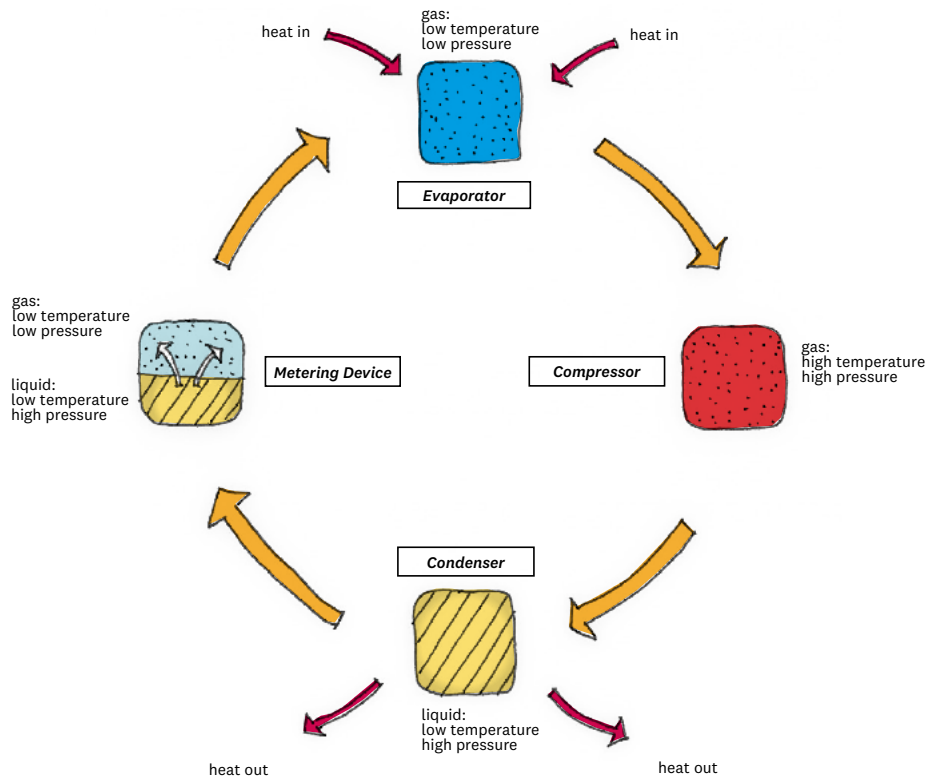 heat in
gas:
low temperature
low pressure
heat in
Evaporator
gas:
low temperature
low pressure
liquid:
low temperature
high pressure
Metering Device
Compressor
gas:
high temperature
high pressure
Condenser
liquid:
low temperature
high pressure
heat out
heat out